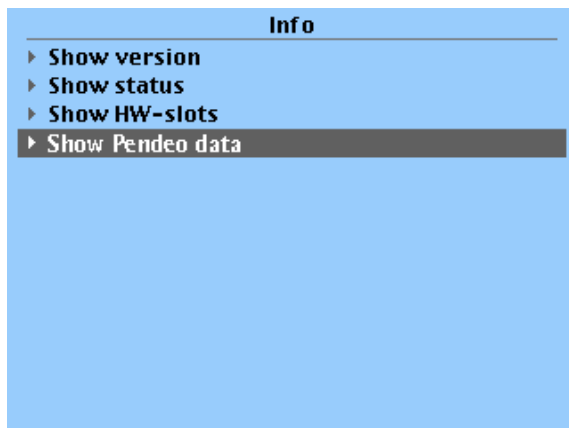 Info
Show version
Show status
Show HW-slots
Show Pendeo data